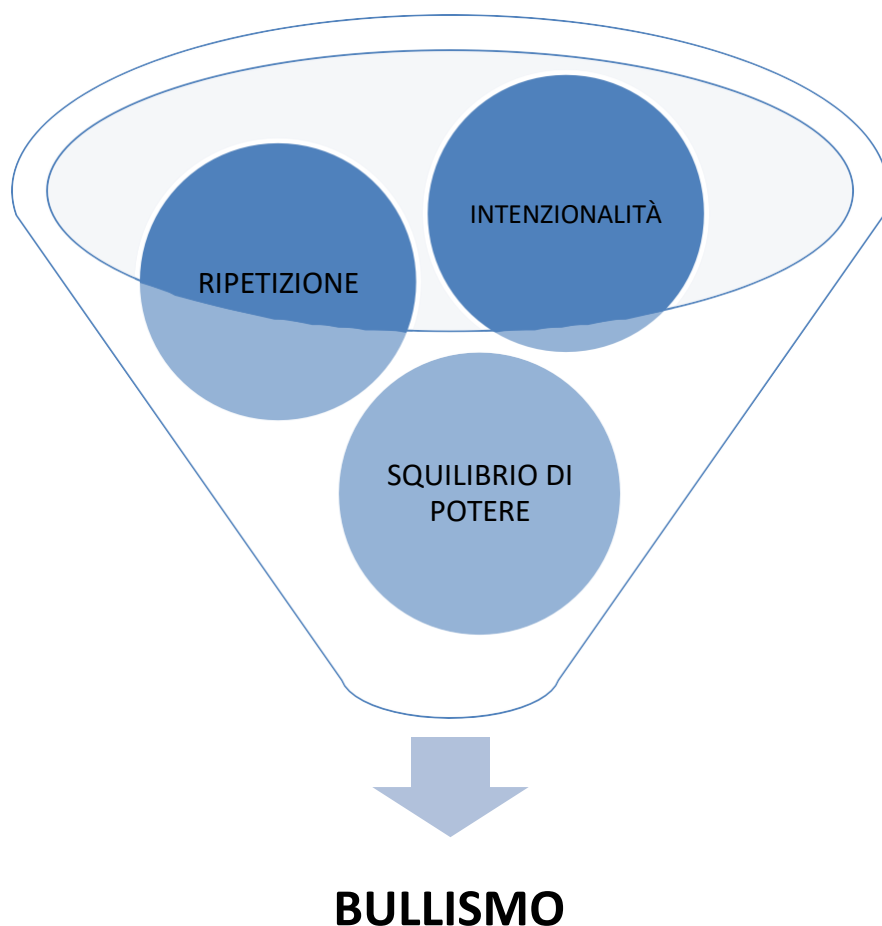 INTENZIONALITÀ
RIPETIZIONE
SQUILIBRIO DI
POTERE
BULLISMO